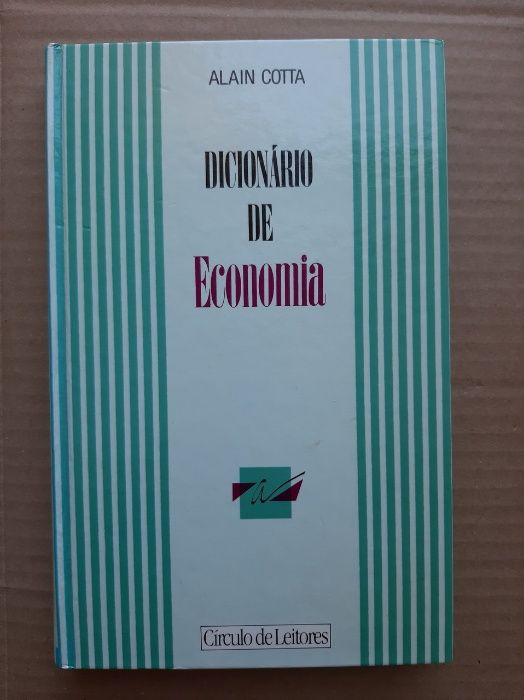 ALAIN COTTA
DICIONÁRIO
DE
Economia
a
Círculo de Leitores